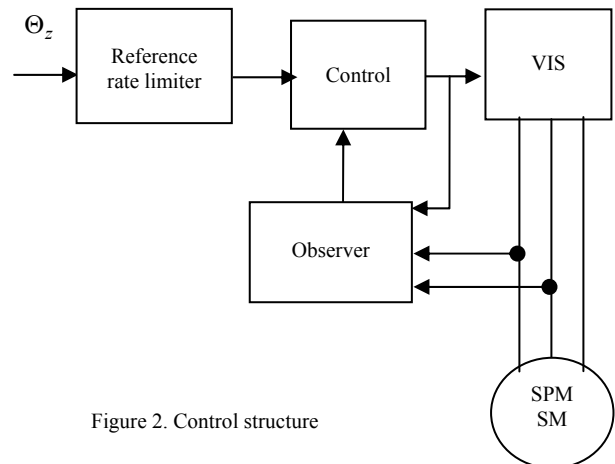 Θz
Reference
rate limiter
Control
VIS
Observer
SPM
SM
Figure 2. Control structure